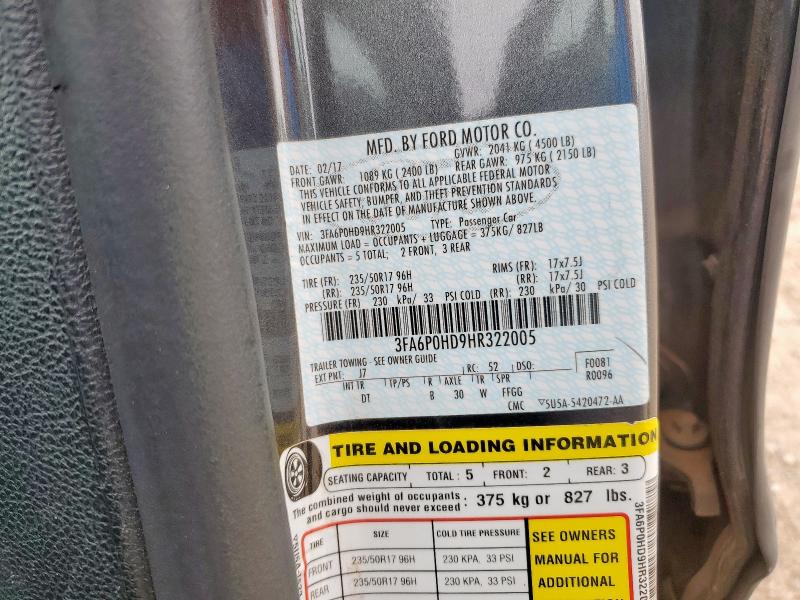 MFD. BY FORD MOTOR CO.
DATE: 02/17 GVWR: 2041 KG ( 4500 LB)
FRONT GAWR: 1089 KG ( 2400 LB) REAR GAWR: 975 KG ( 2150 LB)
THIS VEHICLE CONFORMS TO ALL APPLICABLE FEDERAL MOTOR
VEHICLE SAFETY, BUMPER, AND THEFT PREVENTION STANDARDS
IN EFFECT ON THE DATE OF MANUFACTURE SHOWN ABOVE.
VIN: 3FA6P0HD9HR322005 TYPE: Passenger Car
MAXIMUM LOAD = OCCUPANTS + LUGGAGE = 375KG/ 827LB
OCCUPANTS = 5 TOTAL; 2 FRONT, 3 REAR
TIRE (FR): 235/50R17 96H RIMS (FR): 17x7.5J
(RR): 235/50R17 96H (RR): 17x7.5J
PRESSURE (FR) 230 kPa/ 33 PSI COLD (RR): 230 kPa/ 30 PSI COLD
3FA6P0HD9HR322005
TRAILER TOWING - SEE OWNER GUIDE
EXT PNT: J7 RC: 52 DSO: F0081
R0096
INT TR TP/PS R AXLE TR SPR
DT B 30 W FFGG
CMC ▽5U5A-5420472-AA
TIRE AND LOADING INFORMATION
SEATING CAPACITY TOTAL : 5 FRONT: 2 REAR: 3
The combined weight of occupants
and cargo should never exceed : 375 kg or 827 lbs.
TIRE SIZE COLD TIRE PRESSURE
FRONT 235/50R17 96H 230 KPA, 33 PSI
REAR 235/50R17 96H 230 KPA, 33 PSI
SEE OWNERS
MANUAL FOR
ADDITIONAL
3FA6P0HD9HR3220